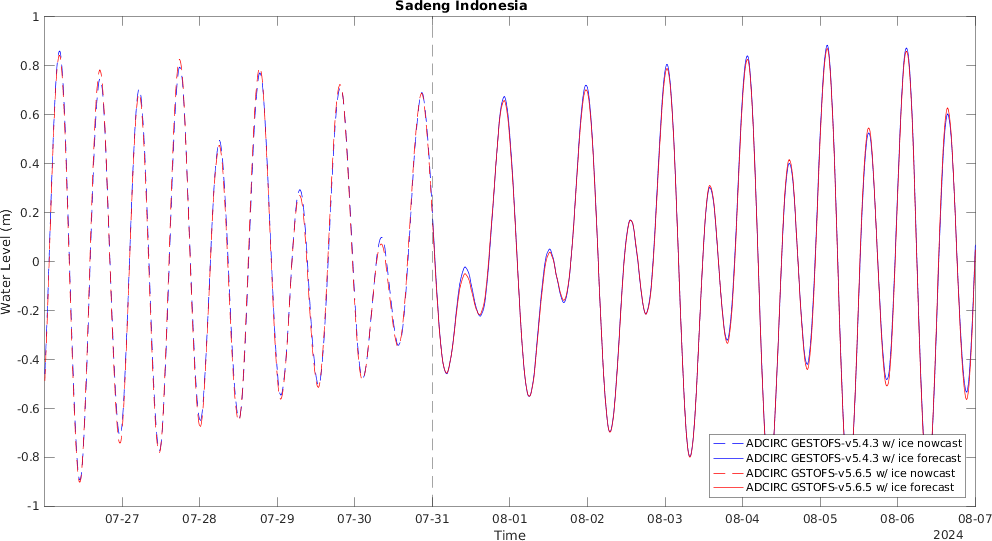 Sadeng Indonesia
1
0.8
0.6
0.4
0.2
0
-0.2
-0.4
-0.6
-0.8
-1
Water Level (m)
ADCIRC GESTOFS-v5.4.3 w/ ice nowcast
ADCIRC GESTOFS-v5.4.3 w/ ice forecast
ADCIRC GSTOFS-v5.6.5 w/ ice nowcast
ADCIRC GSTOFS-v5.6.5 w/ ice forecast
07-27 07-28 07-29 07-30 07-31 08-01 08-02 08-03 08-04 08-05 08-06 08-07
Time
2024